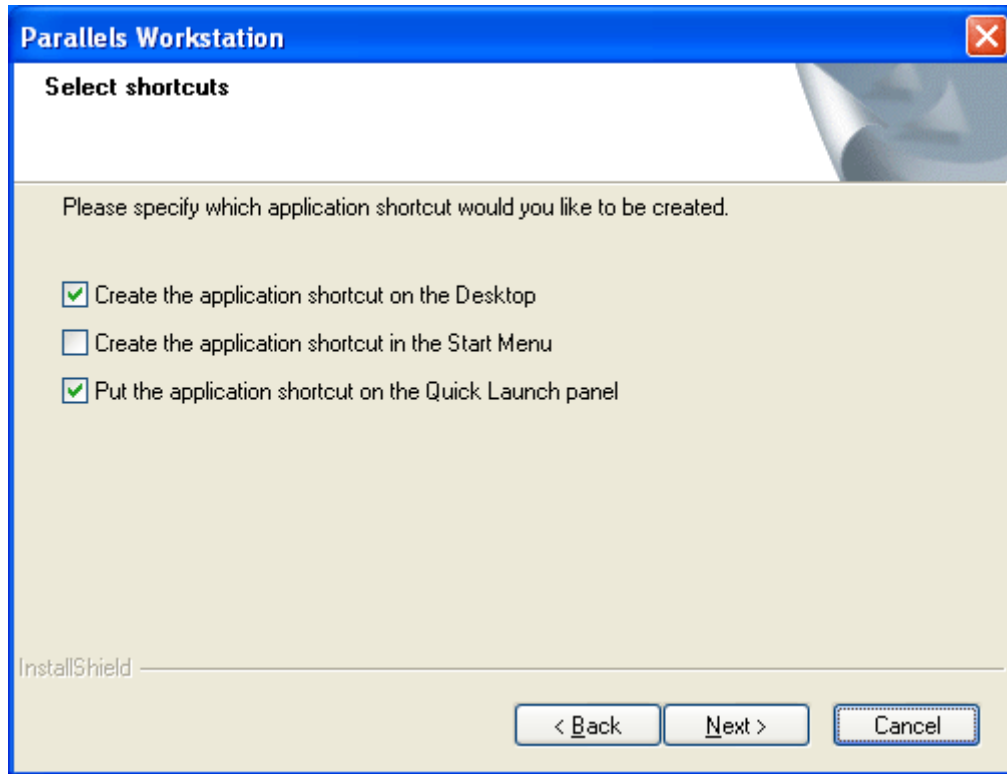 Parallels Workstation
Select shortcuts
Please specify which application shortcut would you like to be created.
Create the application shortcut on the Desktop
Create the application shortcut in the Start Menu
Put the application shortcut on the Quick Launch panel
InstallShield
< Back Next > Cancel